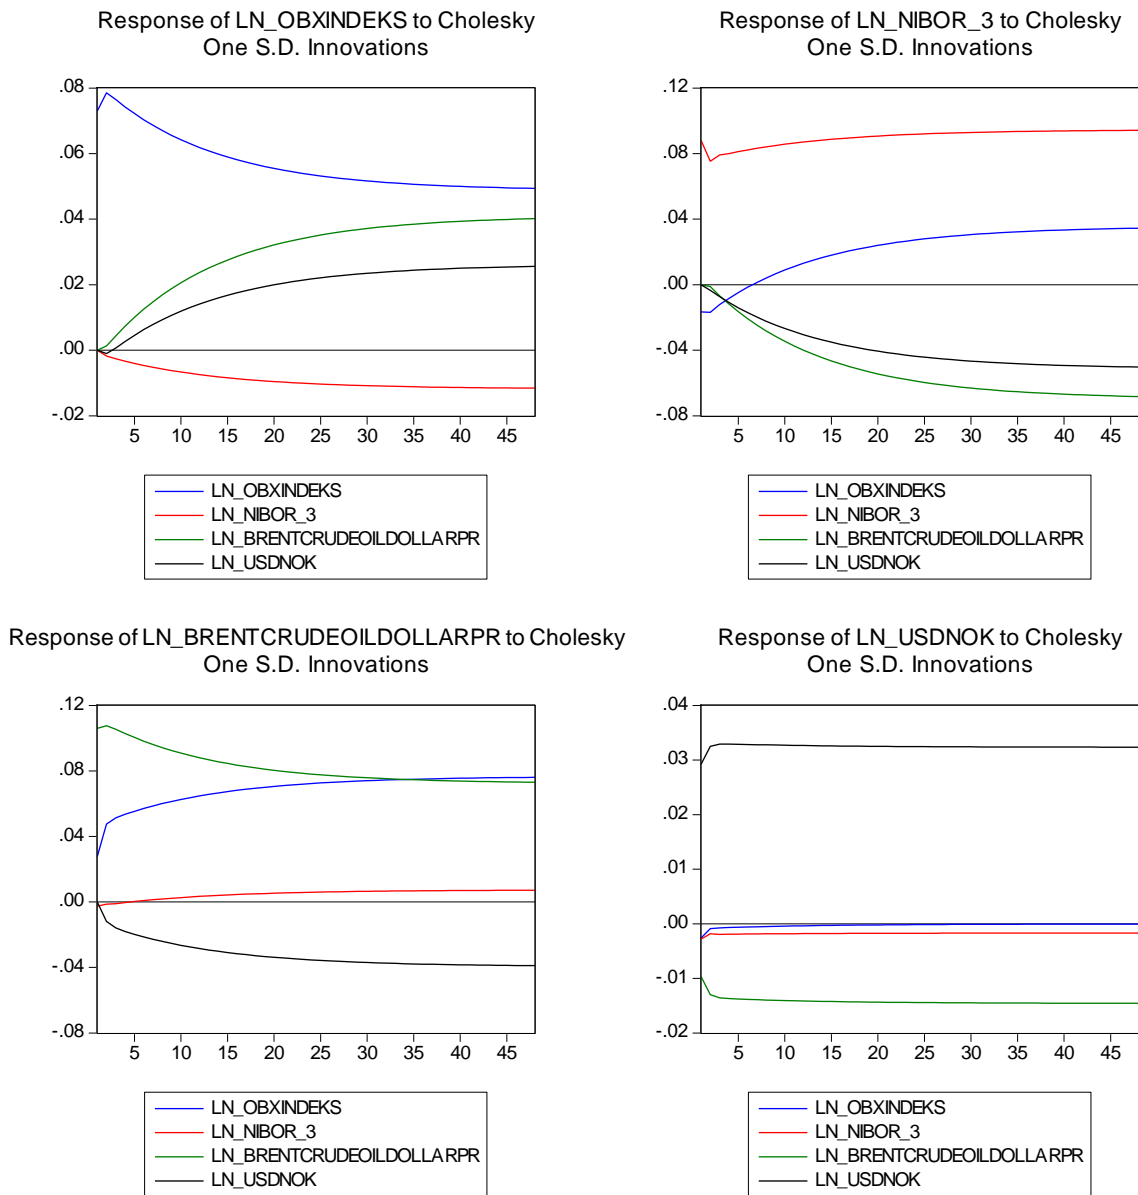 Response of LN_OBXINDEKS to Cholesky
One S.D. Innovations
.08
.06
.04
.02
.00
-.02
5 10 15 20 25 30 35 40 45
LN_OBXINDEKS
LN_NIBOR_3
LN_BRENTCRUDEOILDOLLARPR
LN_USDNOK
Response of LN_NIBOR_3 to Cholesky
One S.D. Innovations
.12
.08
.04
.00
-.04
-.08
5 10 15 20 25 30 35 40 45
LN_OBXINDEKS
LN_NIBOR_3
LN_BRENTCRUDEOILDOLLARPR
LN_USDNOK
Response of LN_BRENTCRUDEOILDOLLARPR to Cholesky
One S.D. Innovations
.12
.08
.04
.00
-.04
-.08
5 10 15 20 25 30 35 40 45
LN_OBXINDEKS
LN_NIBOR_3
LN_BRENTCRUDEOILDOLLARPR
LN_USDNOK
Response of LN_USDNOK to Cholesky
One S.D. Innovations
.04
.03
.02
.01
.00
-.01
-.02
5 10 15 20 25 30 35 40 45
LN_OBXINDEKS
LN_NIBOR_3
LN_BRENTCRUDEOILDOLLARPR
LN_USDNOK